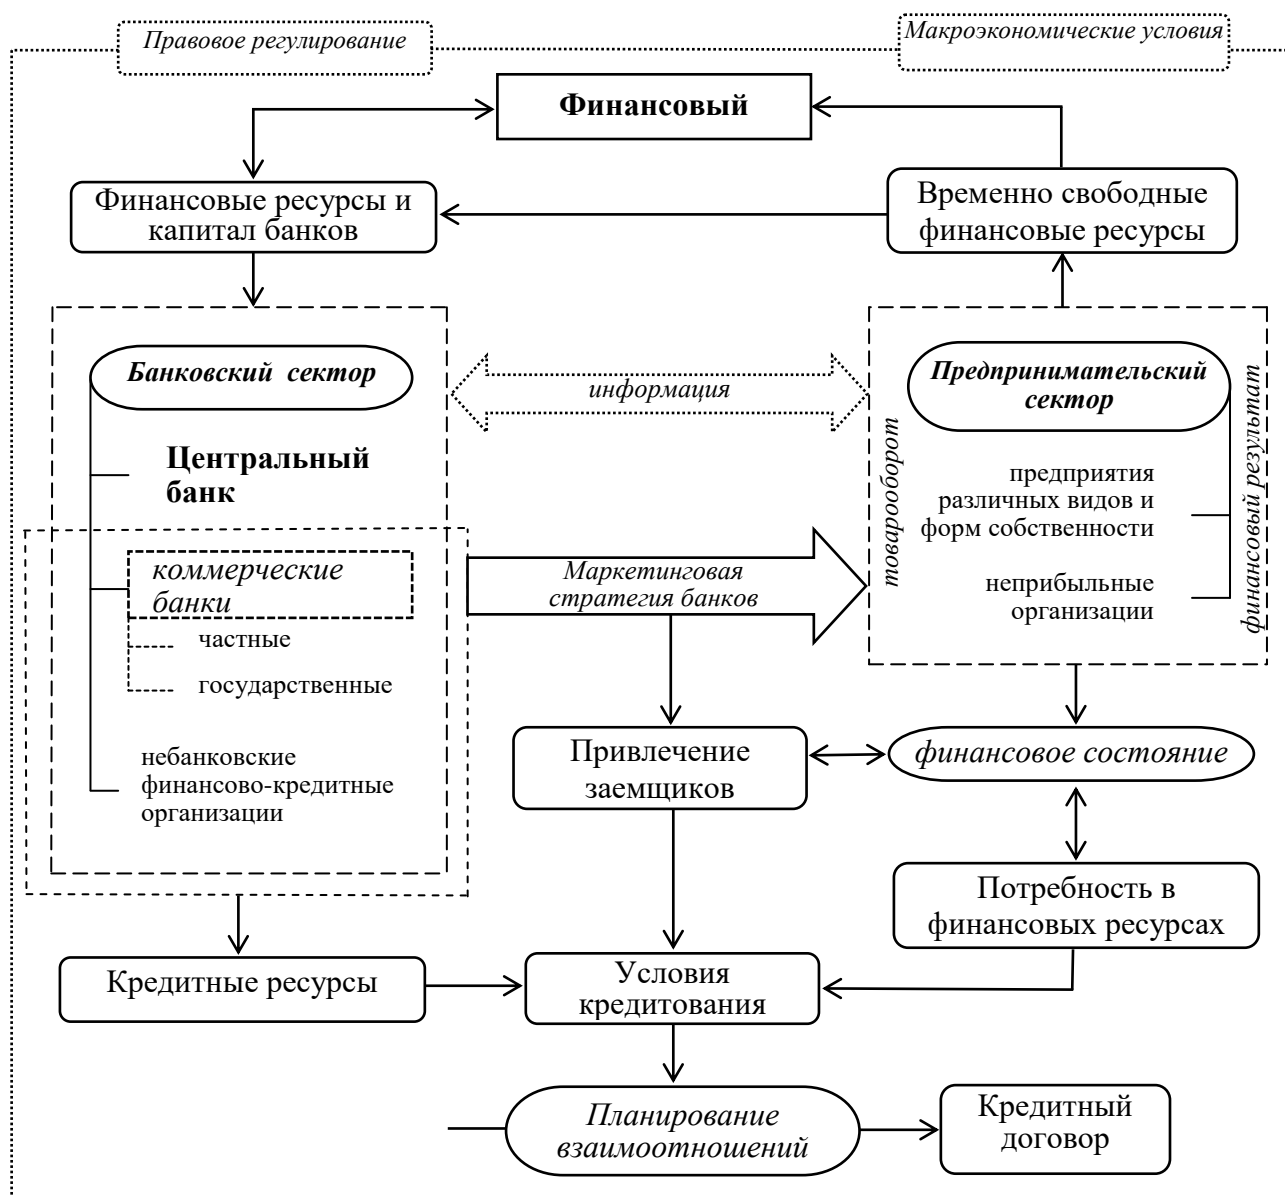 Правовое регулирование
Макроэкономические условия
Финансовый
Финансовые ресурсы и
капитал банков
Временно свободные
финансовые ресурсы
Банковский сектор
информация
Предпринимательский
сектор
товарооборот
финансовый результат
Центральный
банк
предприятия
различных видов и
форм собственности
коммерческие
банки
Маркетинговая
стратегия банков
неприбыльные
организации
частные
государственные
небанковские
финансово-кредитные
организации
Привлечение
заемщиков
финансовое состояние
Потребность в
финансовых ресурсах
Кредитные ресурсы
Условия
кредитования
Планирование
взаимоотношений
Кредитный
договор